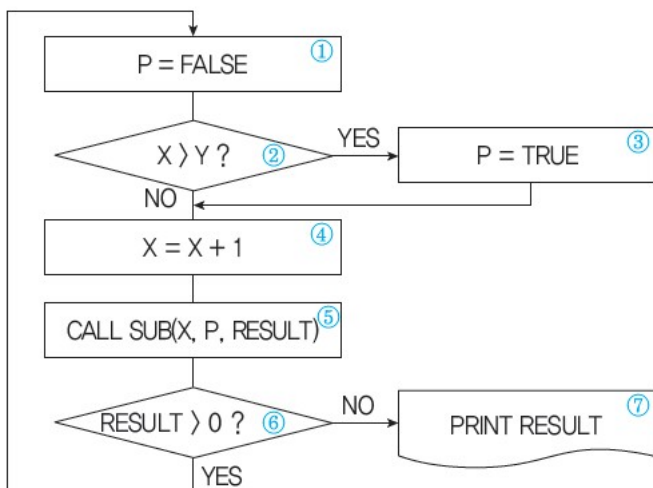 P = FALSE ①
X > Y ? ②
YES
P = TRUE ③
NO
X = X + 1 ④
CALL SUB(X, P, RESULT) ⑤
RESULT > 0 ? ⑥
NO
PRINT RESULT ⑦
YES